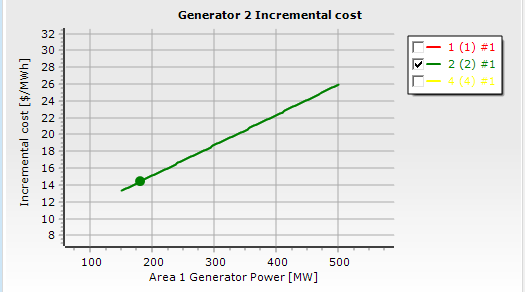 Generator 2 Incremental cost
32
30
28
26
24
22
20
18
16
14
12
10
8
Incremental cost [$/MWh]
100 200 300 400 500
Area 1 Generator Power [MW]
1 (1) #1
2 (2) #1
4 (4) #1